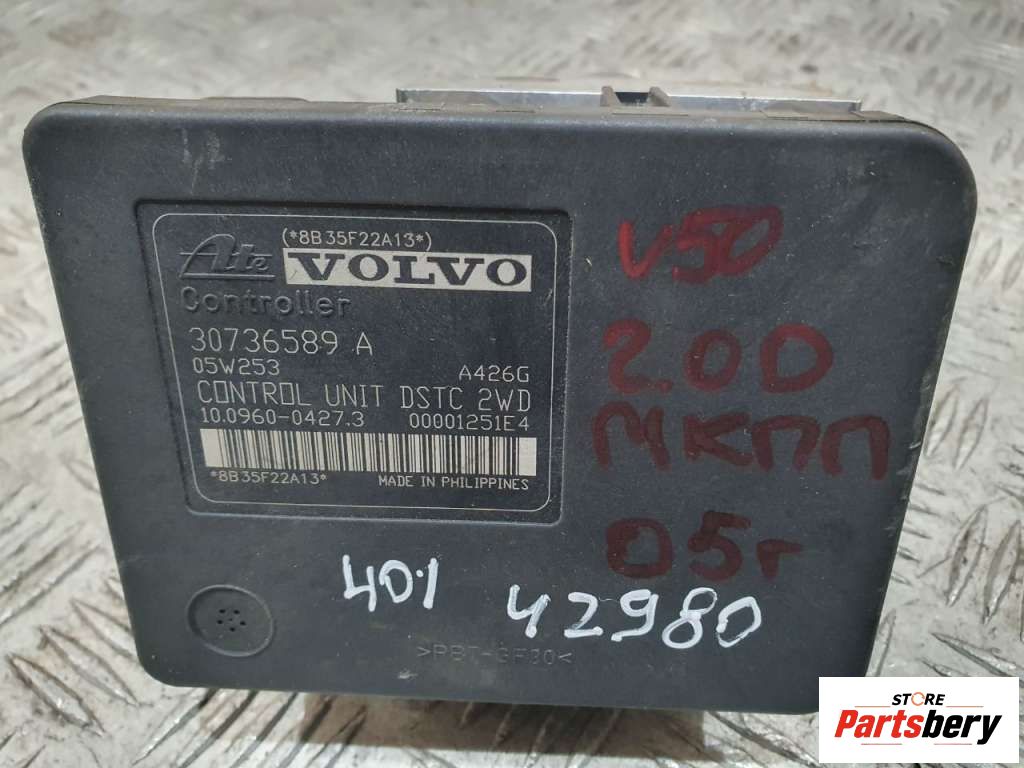 (*8B35F22A13*)
Ate VOLVO
Controller
30736589 A
05W253 A426G
CONTROL UNIT DSTC 2WD
10.0960-0427.3 00001251E4
*8B35F22A13* MADE IN PHILIPPINES
V50
2.0D
МКПП
05г
401
42980
>PBT-GF30<
STORE
Partsbery